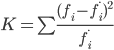 K = ∑ (f_i - f_i^·)^2 / f_i^·